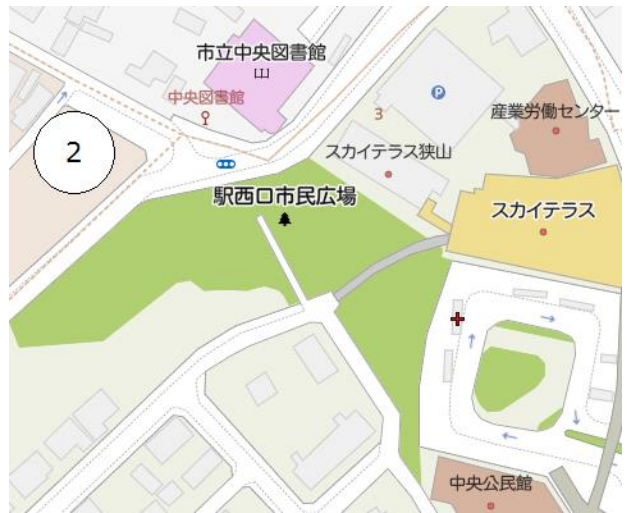 市立中央図書館
中央図書館
P
産業労働センター
3
2
スカイテラス狭山
駅西口市民広場
スカイテラス
中央公民館